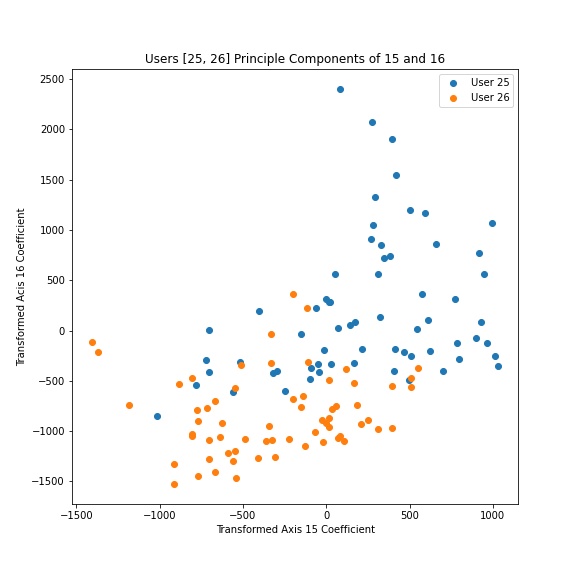 Users [25, 26] Principle Components of 15 and 16
User 25
User 26
Transformed Acis 16 Coefficient
2500
2000
1500
1000
500
0
−500
−1000
−1500
−1500 −1000 −500 0 500 1000
Transformed Axis 15 Coefficient